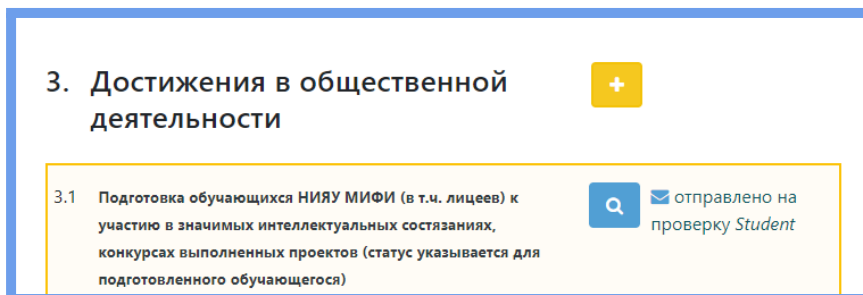 3. Достижения в общественной
деятельности
3.1 Подготовка обучающихся НИЯУ МИФИ (в т.ч. лицеев) к
участию в значимых интеллектуальных состязаниях,
конкурсах выполненных проектов (статус указывается для
подготовленного обучающегося)
отправлено на
проверку Student